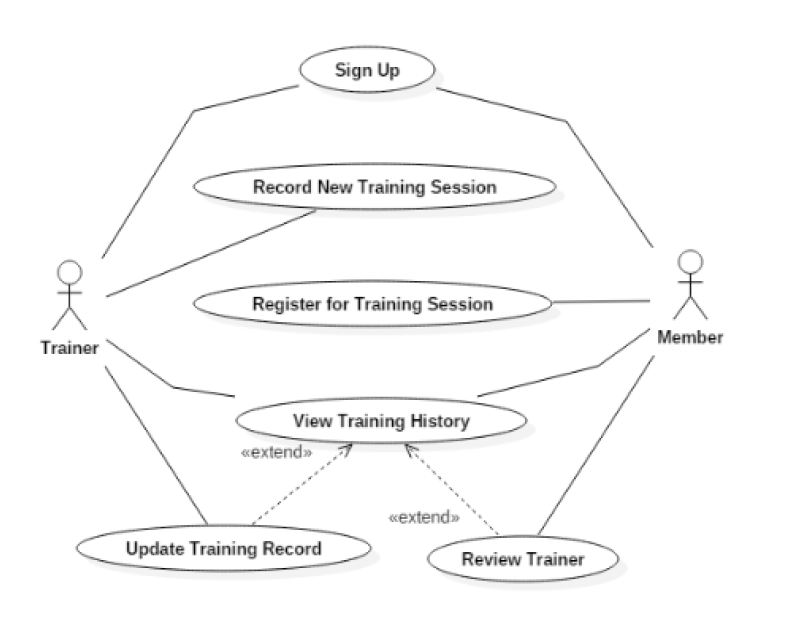 Sign Up
Record New Training Session
Register for Training Session
Trainer
Member
View Training History
«extend»
«extend»
Update Training Record
Review Trainer